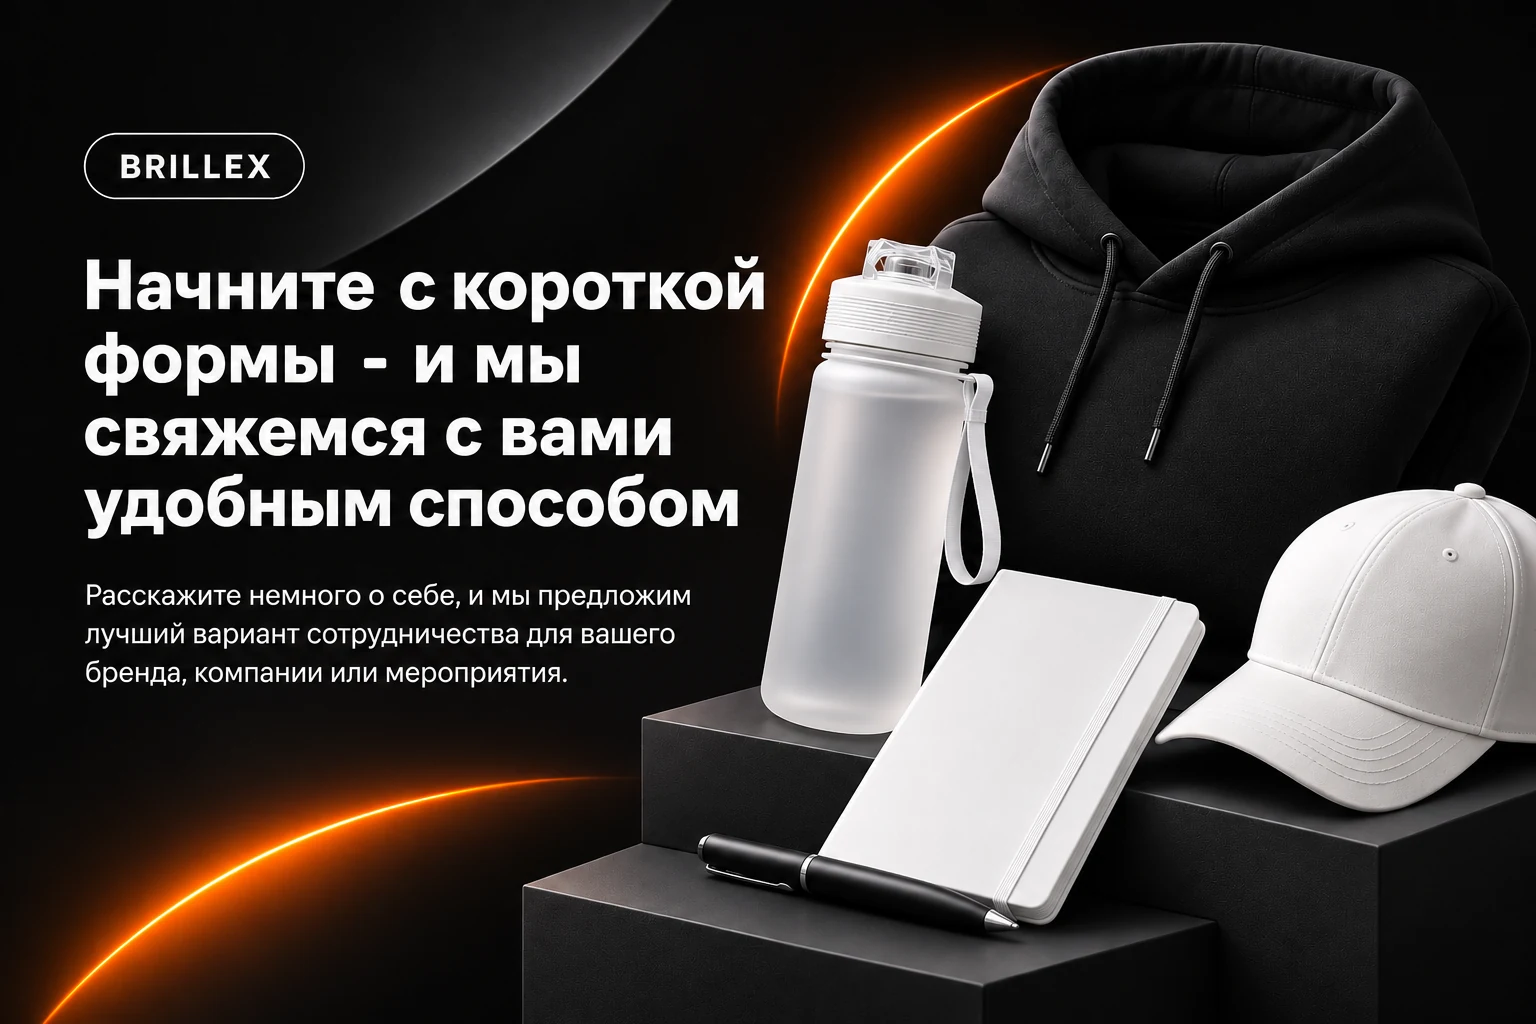 BRILLEX
Начните с короткой
формы - и мы
свяжемся с вами
удобным способом
Расскажите немного о себе, и мы предложим
лучший вариант сотрудничества для вашего
бренда, компании или мероприятия.